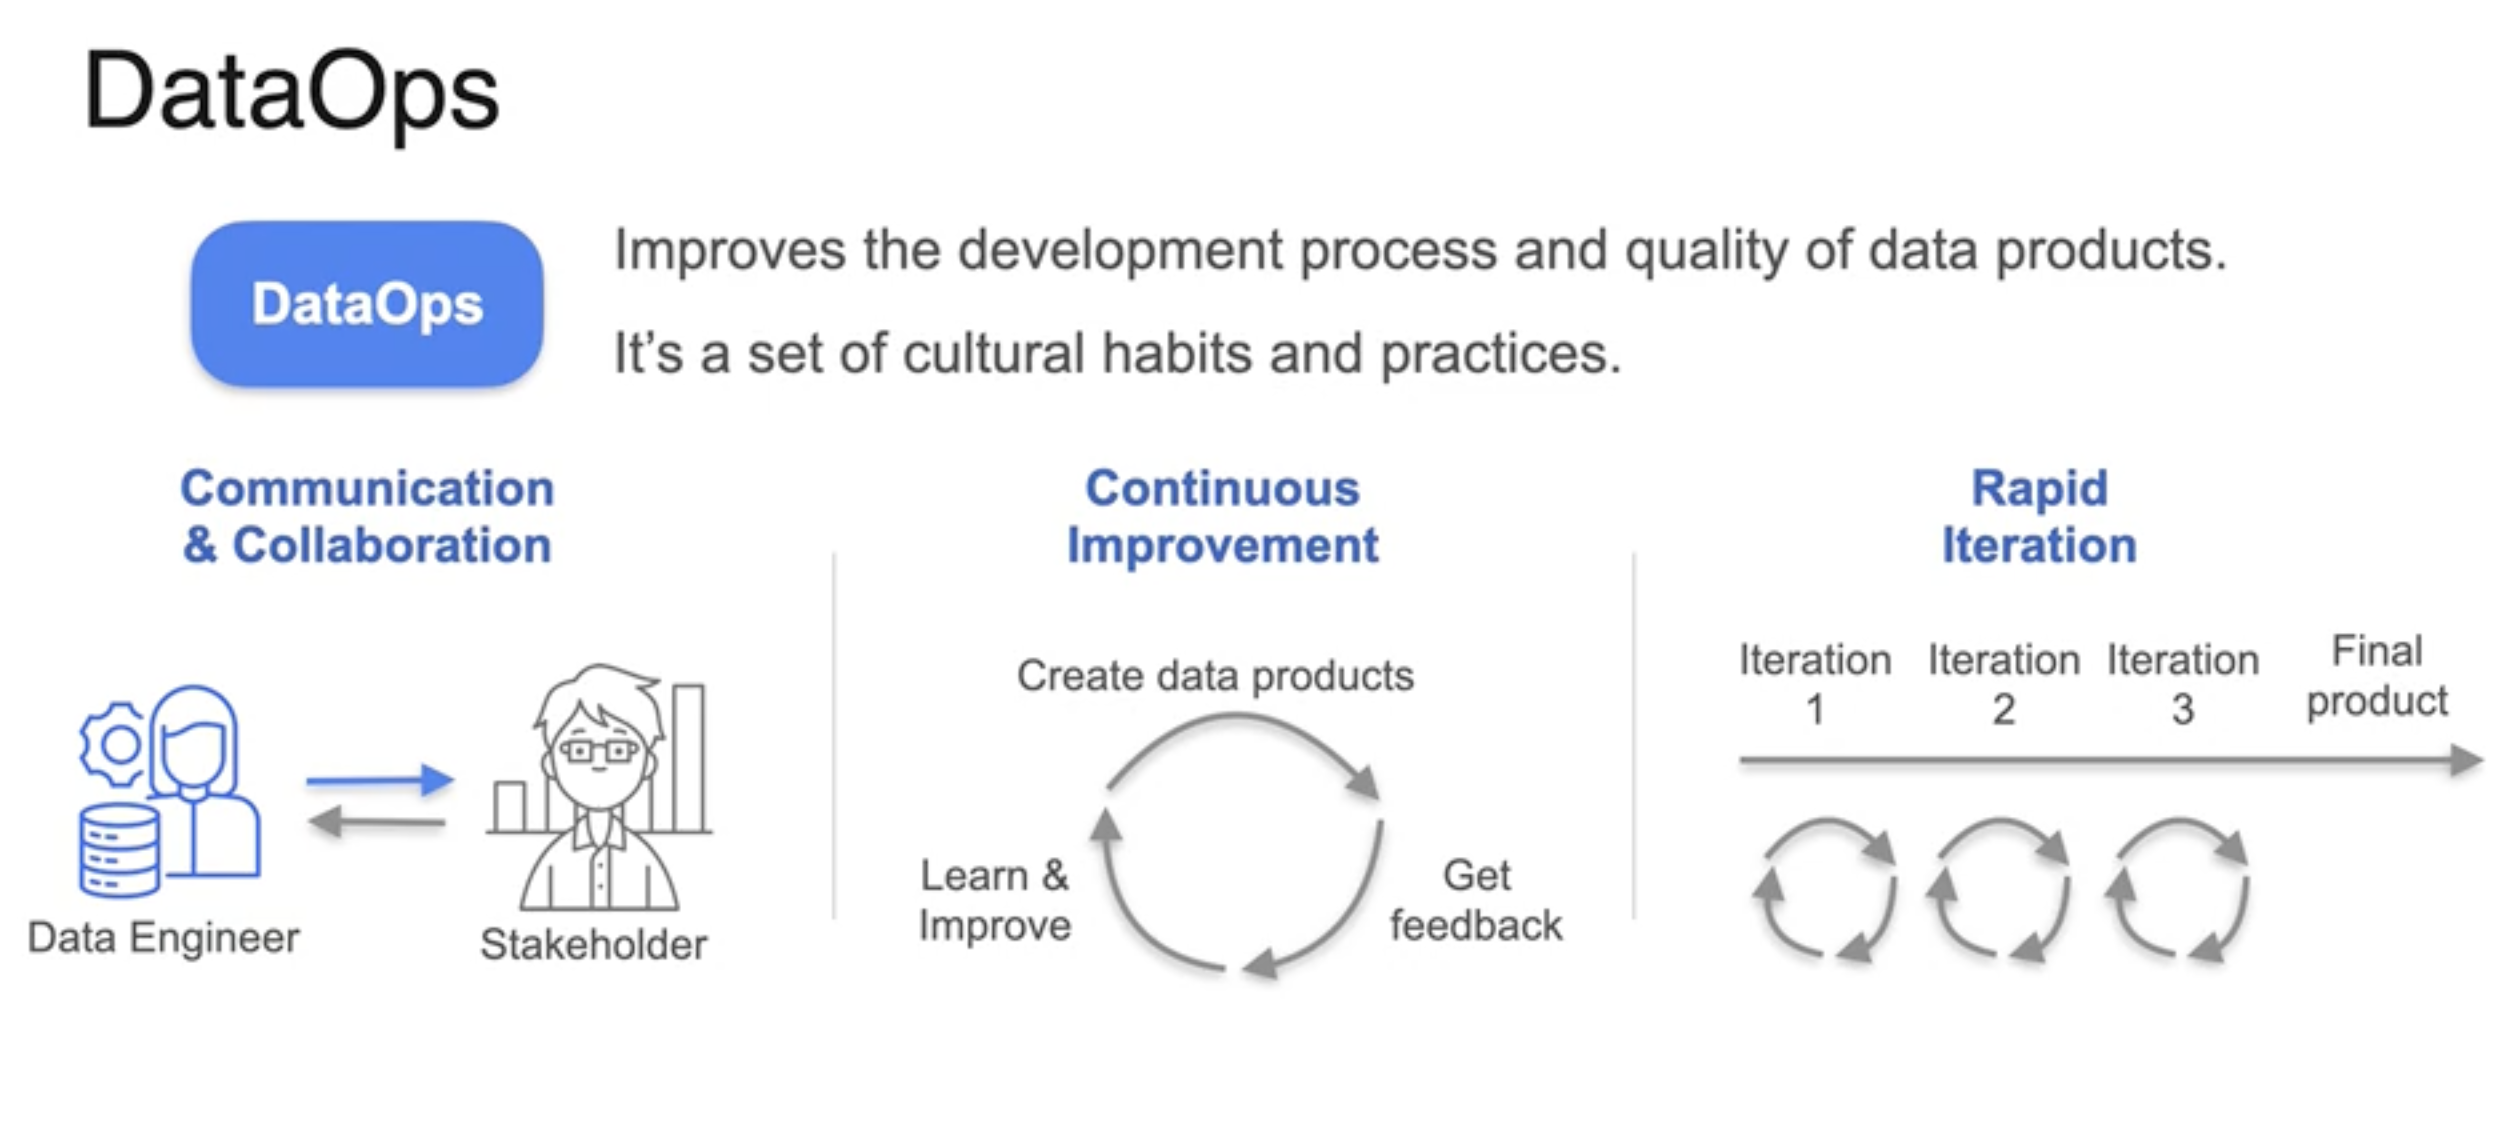 DataOps
DataOps
Improves the development process and quality of data products.
It’s a set of cultural habits and practices.
Communication
& Collaboration
Data Engineer
Stakeholder
Continuous
Improvement
Create data products
Get
feedback
Learn &
Improve
Rapid
Iteration
Iteration
1
Iteration
2
Iteration
3
Final
product